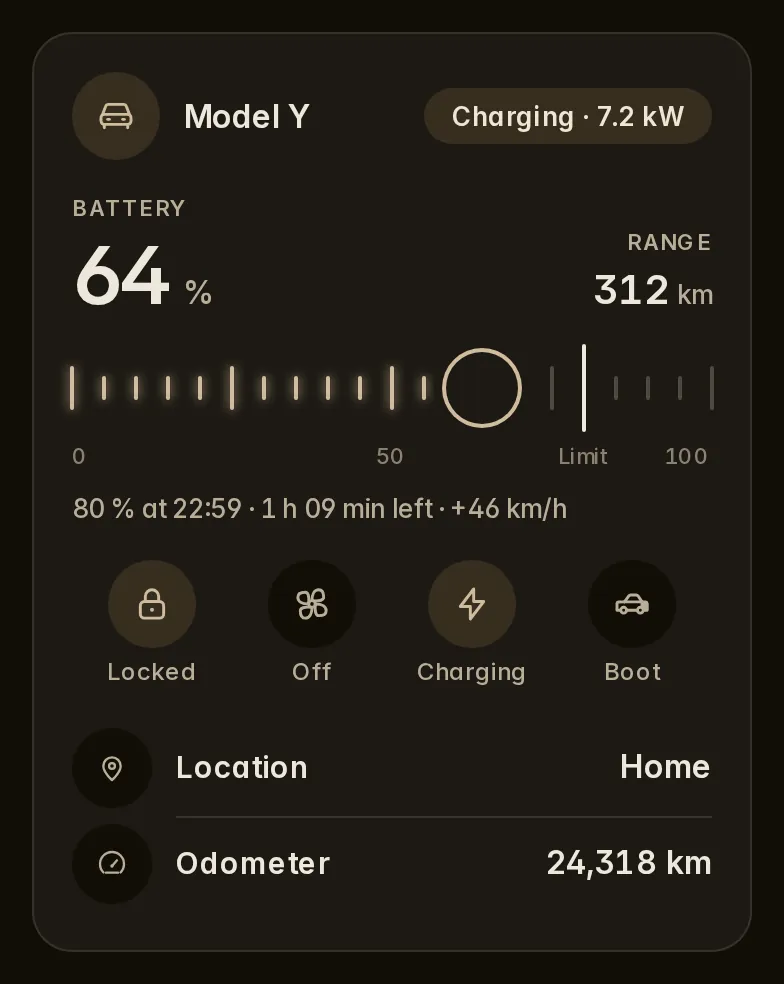 Model Y
Charging · 7.2 kW
BATTERY
RANGE
64 %
312 km
0 50 Limit 100
80 % at 22:59 · 1 h 09 min left · +46 km/h
Locked Off Charging Boot
Location Home
Odometer 24,318 km